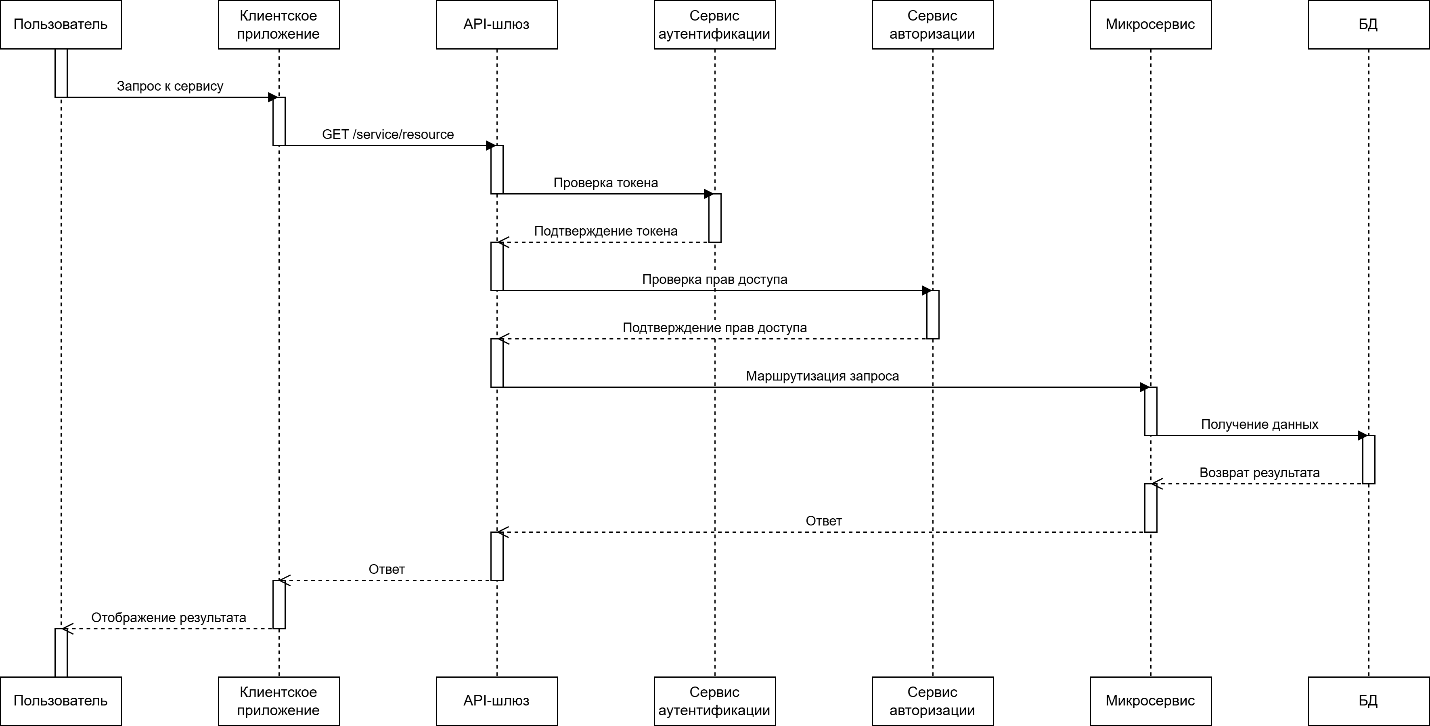 Пользователь
Клиентское
приложение
API-шлюз
Сервис
аутентификации
Сервис
авторизации
Микросервис
БД
Запрос к сервису
GET /service/resource
Проверка токена
Подтверждение токена
Проверка прав доступа
Подтверждение прав доступа
Маршрутизация запроса
Получение данных
Возврат результата
Ответ
Ответ
Отображение результата
Пользователь
Клиентское
приложение
API-шлюз
Сервис
аутентификации
Сервис
авторизации
Микросервис
БД